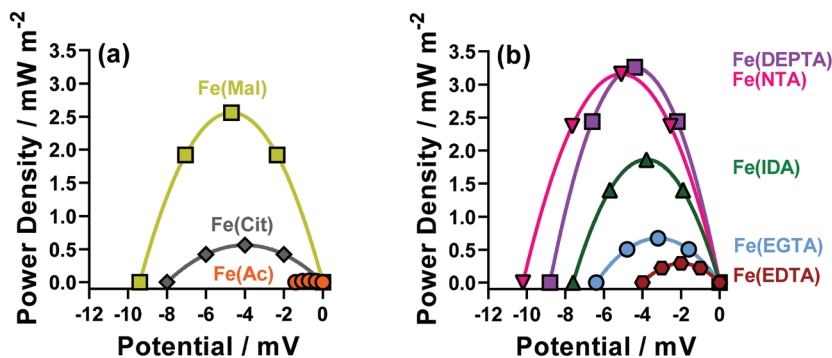 (a)
Power Density / mW m-2
3.5
3.0
2.5
2.0
1.5
1.0
0.5
0.0
Fe(Mal)
Fe(Cit)
Fe(Ac)
-12 -10 -8 -6 -4 -2 0
Potential / mV
(b)
Power Density / mW m-2
3.5
3.0
2.5
2.0
1.5
1.0
0.5
0.0
Fe(DEPTA)
Fe(NTA)
Fe(IDA)
Fe(EGTA)
Fe(EDTA)
-12 -10 -8 -6 -4 -2 0
Potential / mV